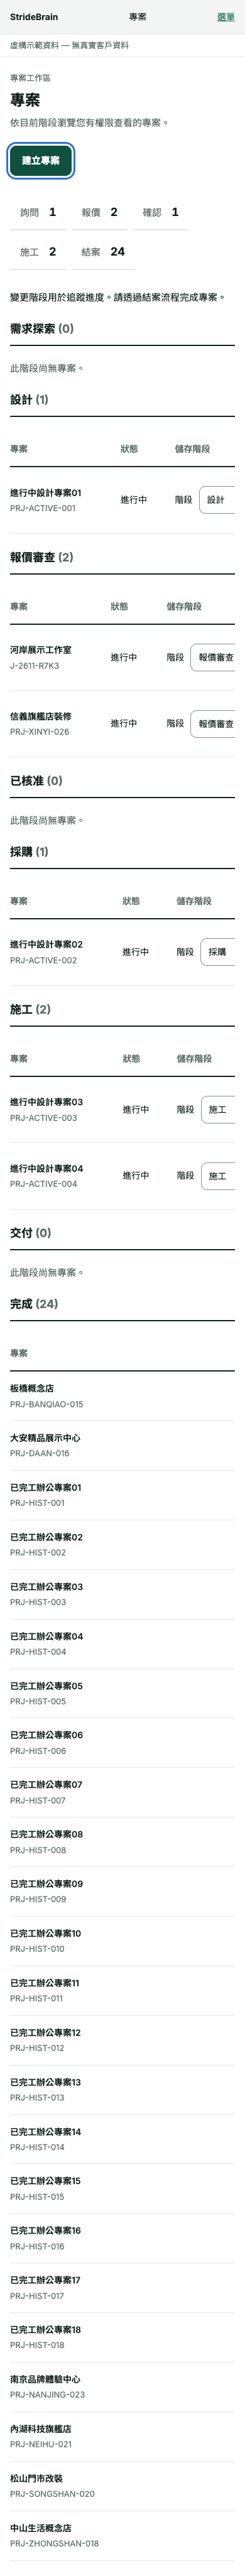 StrideBrain 專案 選單
虛構示範資料 — 無真實客戶資料
專案工作區
專案
依目前階段瀏覽您有權限查看的專案。
建立專案
詢問 1 報價 2 確認 1
施工 2 結案 24
變更階段用於追蹤進度。請透過結案流程完成專案。
需求探索 (0)
此階段尚無專案。
設計 (1)
專案 狀態 儲存階段
進行中設計專案01
PRJ-ACTIVE-001
進行中 階段 設計
報價審查 (2)
專案 狀態 儲存階段
河岸展示工作室
J-2611-R7K3
進行中 階段 報價審查
信義旗艦店裝修
PRJ-XINYI-026
進行中 階段 報價審查
已核准 (0)
此階段尚無專案。
採購 (1)
專案 狀態 儲存階段
進行中設計專案02
PRJ-ACTIVE-002
進行中 階段 採購
施工 (2)
專案 狀態 儲存階段
進行中設計專案03
PRJ-ACTIVE-003
進行中 階段 施工
進行中設計專案04
PRJ-ACTIVE-004
進行中 階段 施工
交付 (0)
此階段尚無專案。
完成 (24)
專案
板橋概念店
PRJ-BANQIAO-015
大安精品展示中心
PRJ-DAAN-016
已完工辦公專案01
PRJ-HIST-001
已完工辦公專案02
PRJ-HIST-002
已完工辦公專案03
PRJ-HIST-003
已完工辦公專案04
PRJ-HIST-004
已完工辦公專案05
PRJ-HIST-005
已完工辦公專案06
PRJ-HIST-006
已完工辦公專案07
PRJ-HIST-007
已完工辦公專案08
PRJ-HIST-008
已完工辦公專案09
PRJ-HIST-009
已完工辦公專案10
PRJ-HIST-010
已完工辦公專案11
PRJ-HIST-011
已完工辦公專案12
PRJ-HIST-012
已完工辦公專案13
PRJ-HIST-013
已完工辦公專案14
PRJ-HIST-014
已完工辦公專案15
PRJ-HIST-015
已完工辦公專案16
PRJ-HIST-016
已完工辦公專案17
PRJ-HIST-017
已完工辦公專案18
PRJ-HIST-018
南京品牌體驗中心
PRJ-NANJING-023
內湖科技旗艦店
PRJ-NEIHU-021
松山門市改裝
PRJ-SONGSHAN-020
中山生活概念店
PRJ-ZHONGSHAN-018